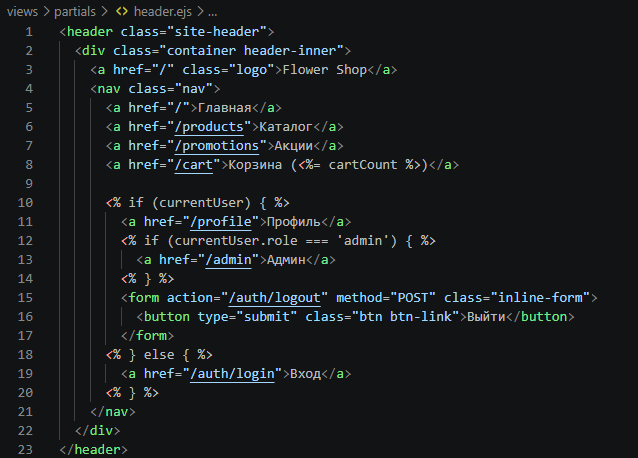 views > partials > <> header.ejs > ...
1 <header class="site-header">
2 <div class="container header-inner">
3 <a href="/" class="logo">Flower Shop</a>
4 <nav class="nav">
5 <a href="/">Главная</a>
6 <a href="/products">Каталог</a>
7 <a href="/promotions">Акции</a>
8 <a href="/cart">Корзина (<%= cartCount %>)</a>
9
10 <% if (currentUser) { %>
11 <a href="/profile">Профиль</a>
12 <% if (currentUser.role === 'admin') { %>
13 <a href="/admin">Админ</a>
14 <% } %>
15 <form action="/auth/logout" method="POST" class="inline-form">
16 <button type="submit" class="btn btn-link">Выйти</button>
17 </form>
18 <% } else { %>
19 <a href="/auth/login">Вход</a>
20 <% } %>
21 </nav>
22 </div>
23 </header>